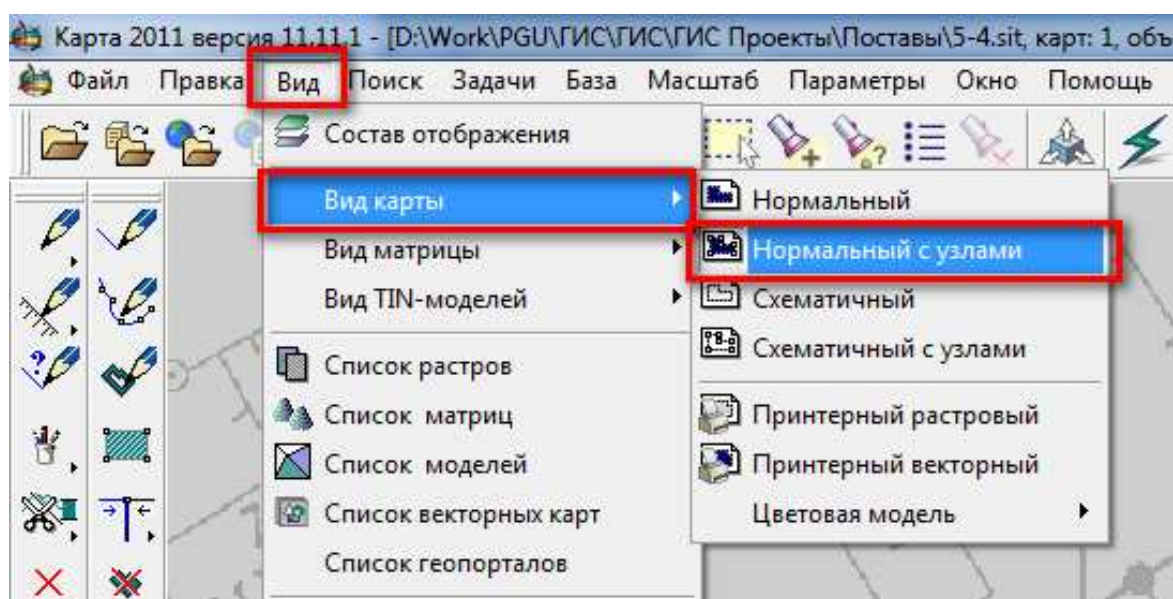 Карта 2011 версия 11.11.1 - [D:\Work\PGU\ГИС\ГИС\ГИС Проекты\Поставы\5-4.sit, карт: 1, объ
Файл Правка Вид Поиск Задачи База Масштаб Параметры Окно Помощь
Состав отображения
Вид карты
Нормальный
Вид матрицы
Нормальный с узлами
Вид TIN-моделей
Схематичный
Схематичный с узлами
Список растров
Список матриц
Принтерный растровый
Список моделей
Принтерный векторный
Список векторных карт
Цветовая модель
Список геопорталов